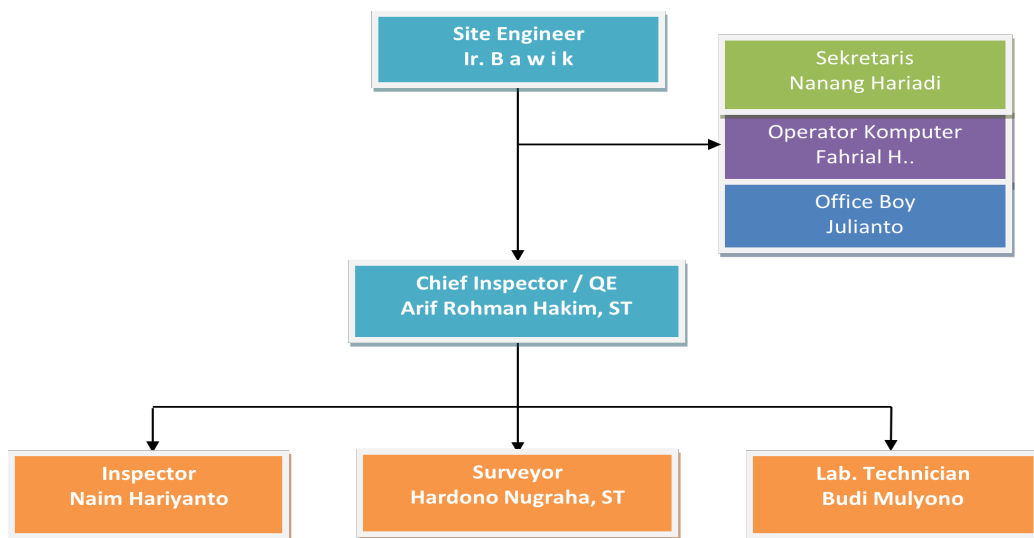 Site Engineer
Ir. B a w i k
Sekretaris
Nanang Hariadi
Operator Komputer
Fahrial H..
Office Boy
Julianto
Chief Inspector / QE
Arif Rohman Hakim, ST
Inspector
Naim Hariyanto
Surveyor
Hardono Nugraha, ST
Lab. Technician
Budi Mulyono